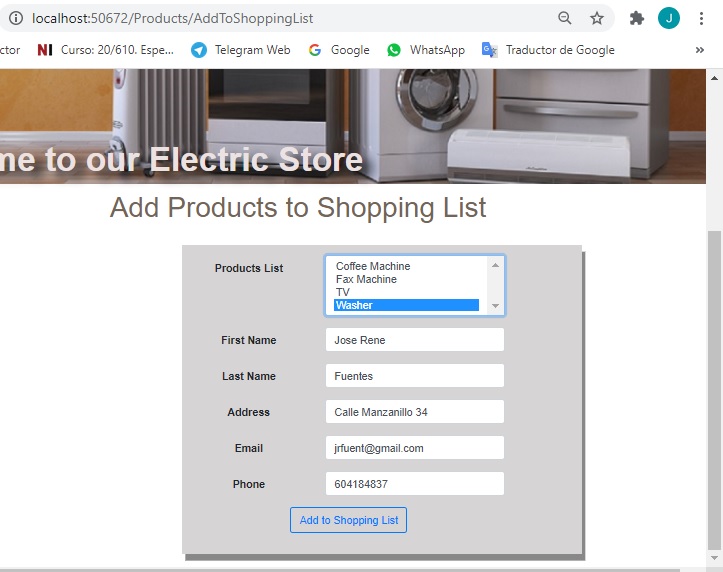 localhost:50672/Products/AddToShoppingList
J
ctor
NI Curso: 20/610. Espe...
Telegram Web
G Google
WhatsApp
Traductor de Google
»
me to our Electric Store
Add Products to Shopping List
Products List
Coffee Machine
Fax Machine
TV
Washer
First Name Jose Rene
Last Name Fuentes
Address Calle Manzanillo 34
Email jrfuent@gmail.com
Phone 604184837
Add to Shopping List